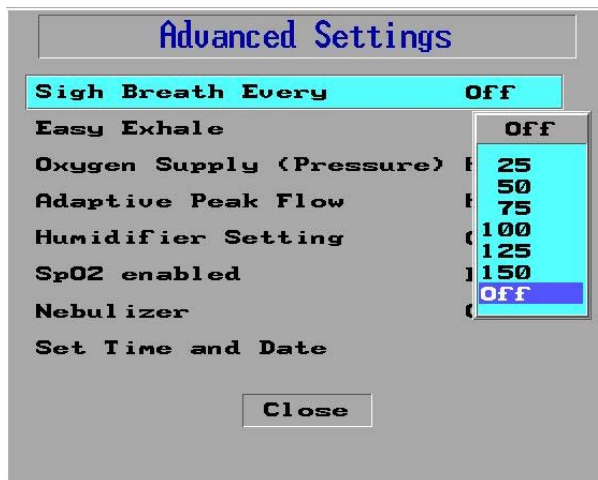 Advanced Settings
Sigh Breath Every Off
Easy Exhale
Oxygen Supply (Pressure)
Adaptive Peak Flow
Humidifier Setting
SpO2 enabled
Nebulizer
Set Time and Date
Off
25
50
75
100
125
150
Off
Close